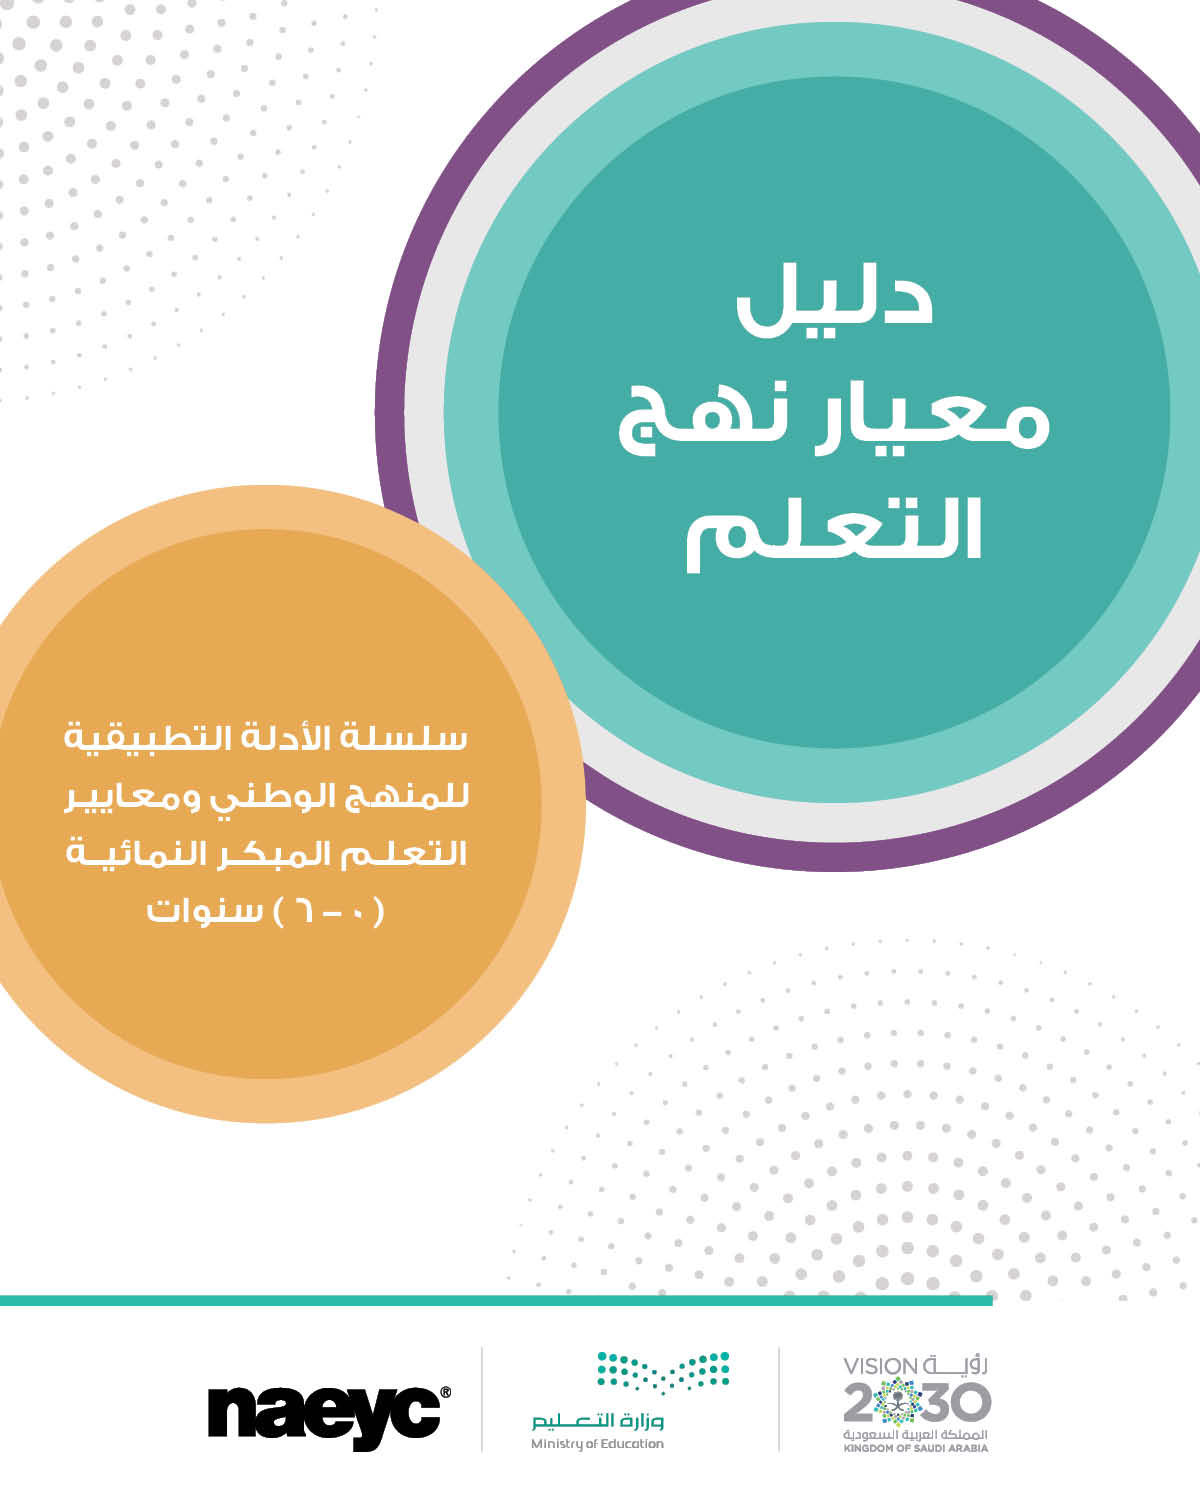 دليل
معيار نهج
التعلم
سلسلة الأدلة التطبيقية
للمنهج الوطني ومعايير
التعلم المبكر النمائية
(٠-٦) سنوات
naeyc®
وزارة التعليم
Ministry of Education
VISION رؤية
2030
المملكة العربية السعودية
KINGDOM OF SAUDI ARABIA